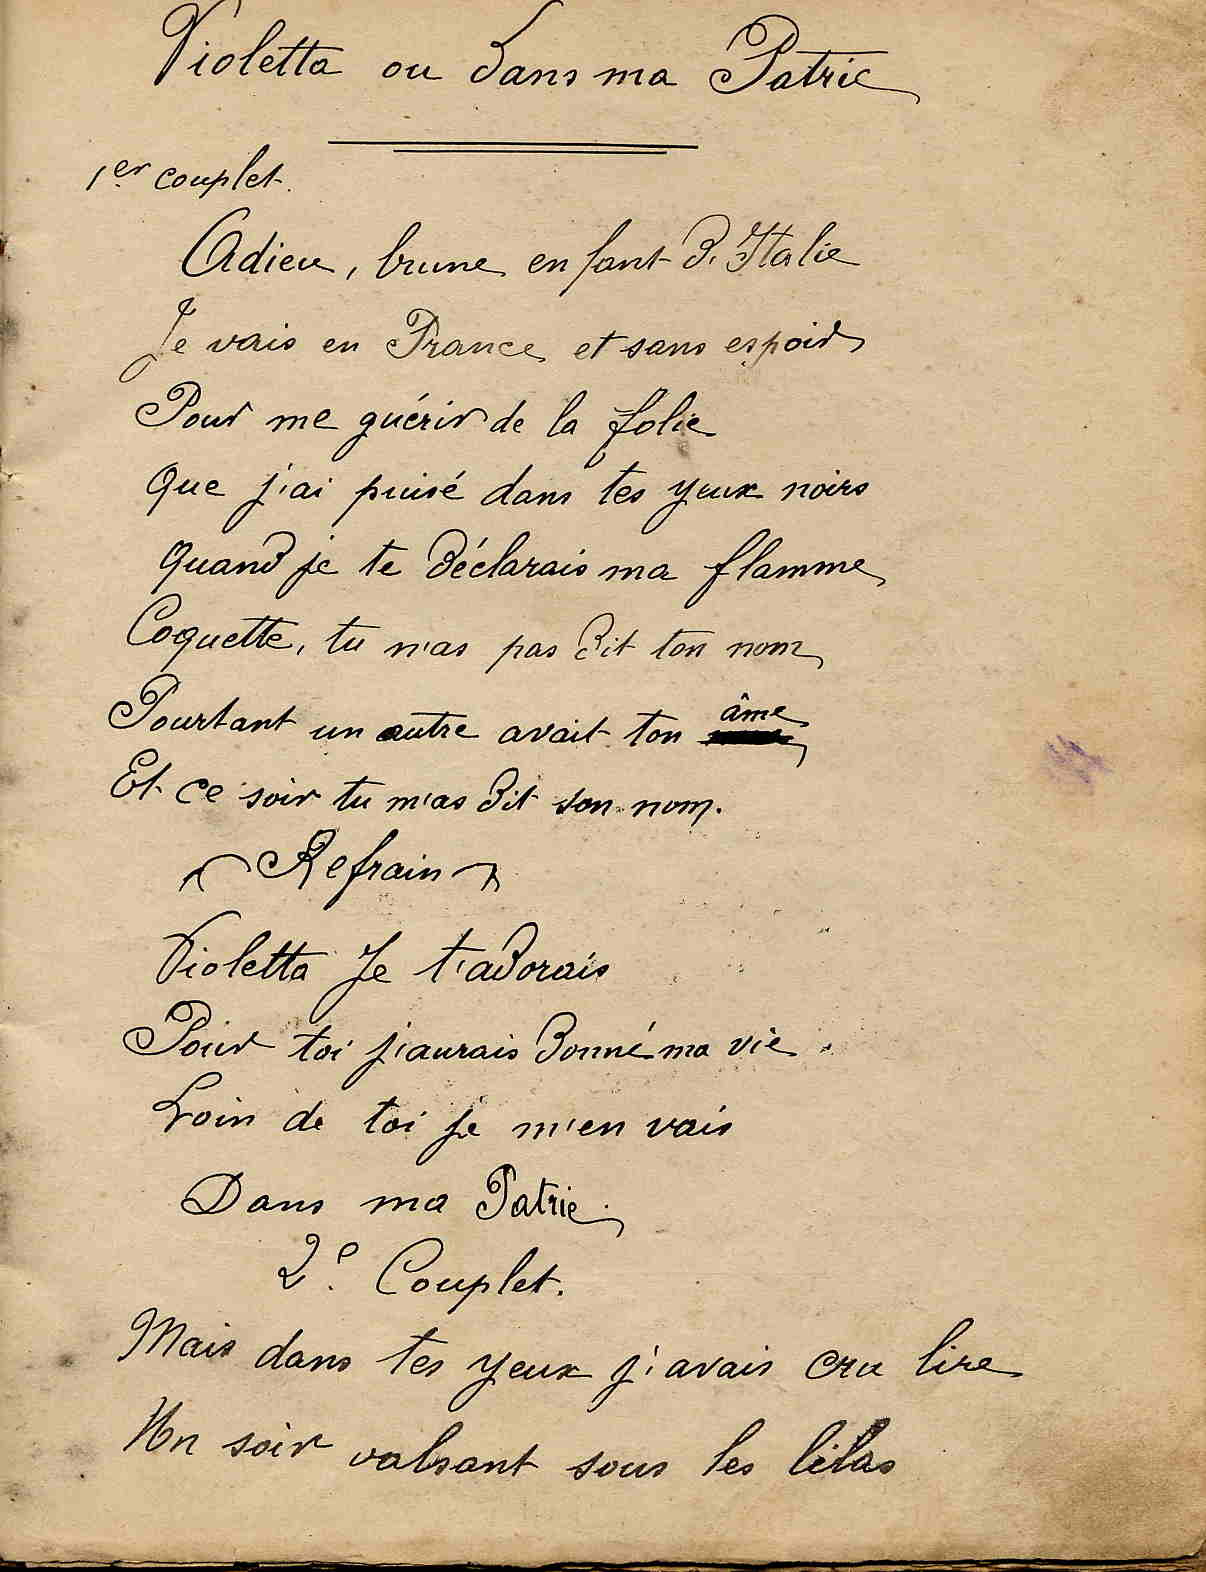 Violetta ou Dans ma Patrie
1er couplet.
Adieu, brune enfant D'Italie
Je vais en France et sans espoir
Pour me guérir de la folie
Que j'ai puisé dans tes yeux noirs
Quand je te Déclarais ma flamme
Coquette, tu m'as pas Dit ton nom
Pourtant un autre avait ton âme
Et ce soir tu m'as Dit son nom.
Refrain
Violetta Je t'aDorais
Pour toi j'aurais Donné ma vie.
Loin de toi je m'en vais
Dans ma Patrie.
2e. Couplet.
Mais dans tes yeux j'avais cru lire
Un soir valsant sous les lilas